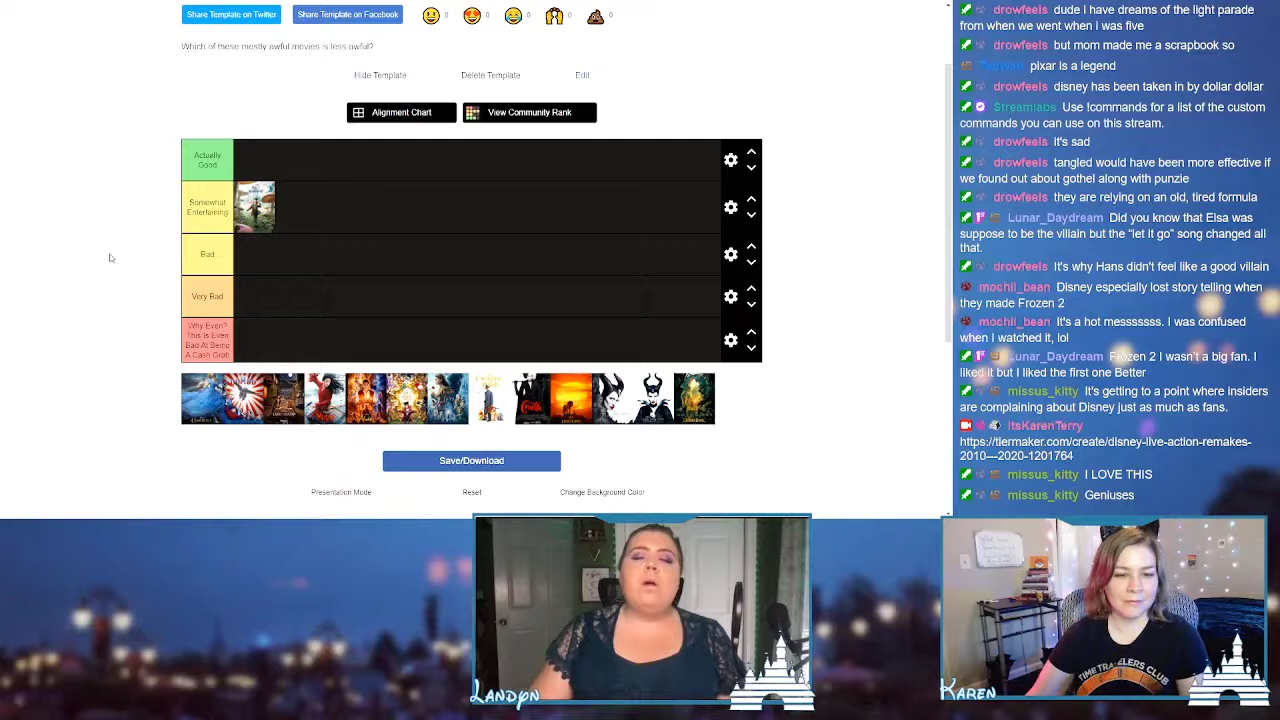 Share Template on Twitter
Share Template on Facebook
0
0
0
0
0
Which of these mostly awful movies is less awful?
Hide Template
Delete Template
Edit
Alignment Chart
View Community Rank
Actually
Good
Somewhat
Entertaining
Bad
Very Bad
Why Even?
This Is Even
Bad At Being
A Cash Grab
Save/Download
Presentation Mode
Reset
Change Background Color
drowfeels dude I have dreams of the light parade
from when we went when I was five
drowfeels but mom made me a scrapbook so
pixar is a legend
drowfeels disney has been taken in by dollar dollar
Streamlabs Use !commands for a list of the custom
commands you can use on this stream.
drowfeels it's sad
drowfeels tangled would have been more effective if
we found out about gothel along with punzie
drowfeels they are relying on an old, tired formula
Lunar_Daydream Did you know that Elsa was
suppose to be the villain but the "let it go" song changed all
that.
drowfeels It's why Hans didn't feel like a good villain
mochii_bean Disney especially lost story telling when
they made Frozen 2
mochii_bean It's a hot messsssss. I was confused
when I watched it, lol
Lunar_Daydream Frozen 2 I wasn't a big fan. I
liked it but I liked the first one Better
missus_kitty It's getting to a point where insiders
are complaining about Disney just as much as fans.
ItsKarenTerry
https://tiermaker.com/create/disney-live-action-remakes-
2010---2020-1201764
missus_kitty I LOVE THIS
missus_kitty Geniuses
TIME TRAVELERS CLUB
LANDYN
KAREN